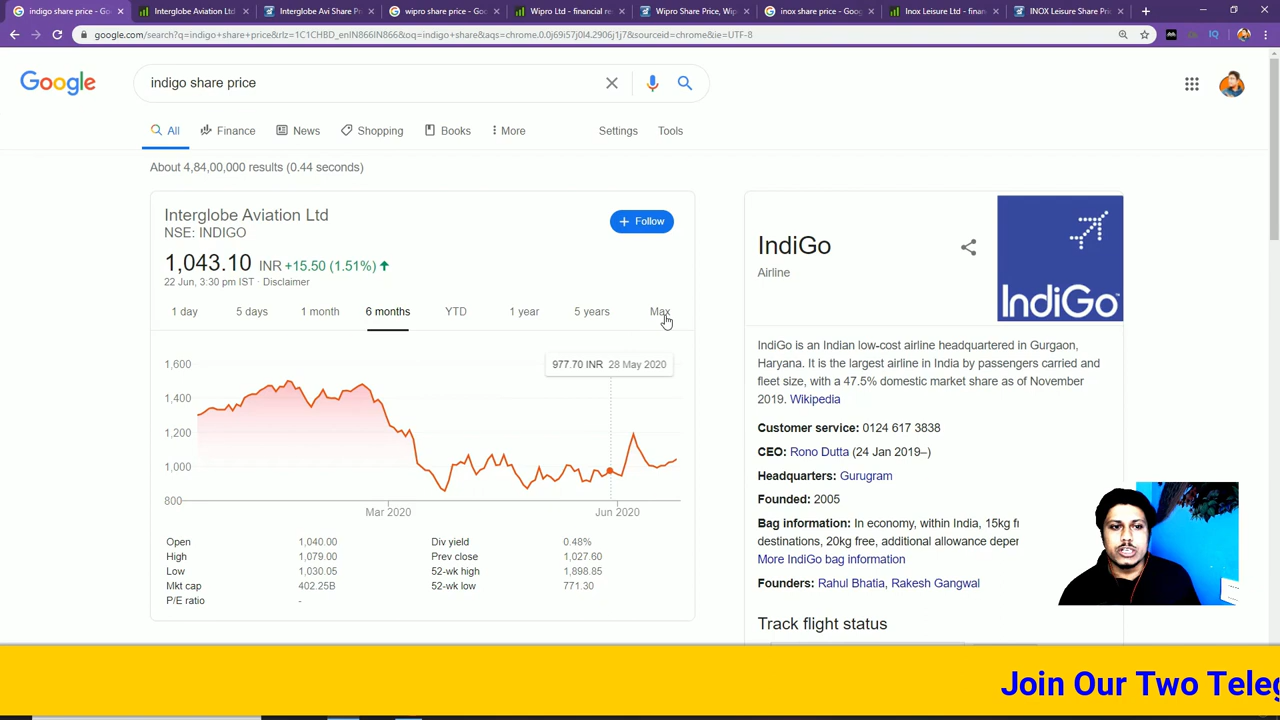 indigo share price - Go
Interglobe Aviation Ltd.
Interglobe Avi Share Pr
wipro share price - Goo
Wipro Ltd - financial re
Wipro Share Price, Wip
inox share price - Goog
Inox Leisure Ltd - finan
INOX Leisure Share Pric
google.com/search?q=indigo+share+price&rlz=1C1CHBD_enIN866IN866&oq=indigo+share&aqs=chrome.0.0j69i57j0l4.2906j1j7&sourceid=chrome&ie=UTF-8
Google
indigo share price
All
Finance
News
Shopping
Books
More
Settings
Tools
About 4,84,00,000 results (0.44 seconds)
Interglobe Aviation Ltd
NSE: INDIGO
Follow
1,043.10 INR +15.50 (1.51%)
22 Jun, 3:30 pm IST · Disclaimer
1 day
5 days
1 month
6 months
YTD
1 year
5 years
Max
977.70 INR 28 May 2020
1,600
1,400
1,200
1,000
800
Mar 2020
Jun 2020
Open 1,040.00
High 1,079.00
Low 1,030.05
Mkt cap 402.25B
P/E ratio -
Div yield 0.48%
Prev close 1,027.60
52-wk high 1,898.85
52-wk low 771.30
IndiGo
Airline
IndiGo
IndiGo is an Indian low-cost airline headquartered in Gurgaon,
Haryana. It is the largest airline in India by passengers carried and
fleet size, with a 47.5% domestic market share as of November
2019. Wikipedia
Customer service: 0124 617 3838
CEO: Rono Dutta (24 Jan 2019–)
Headquarters: Gurugram
Founded: 2005
Bag information: In economy, within India, 15kg
destinations, 20kg free, additional allowance
More IndiGo bag information
Founders: Rahul Bhatia, Rakesh Gangwal
Track flight status
Join Our Two Teleg